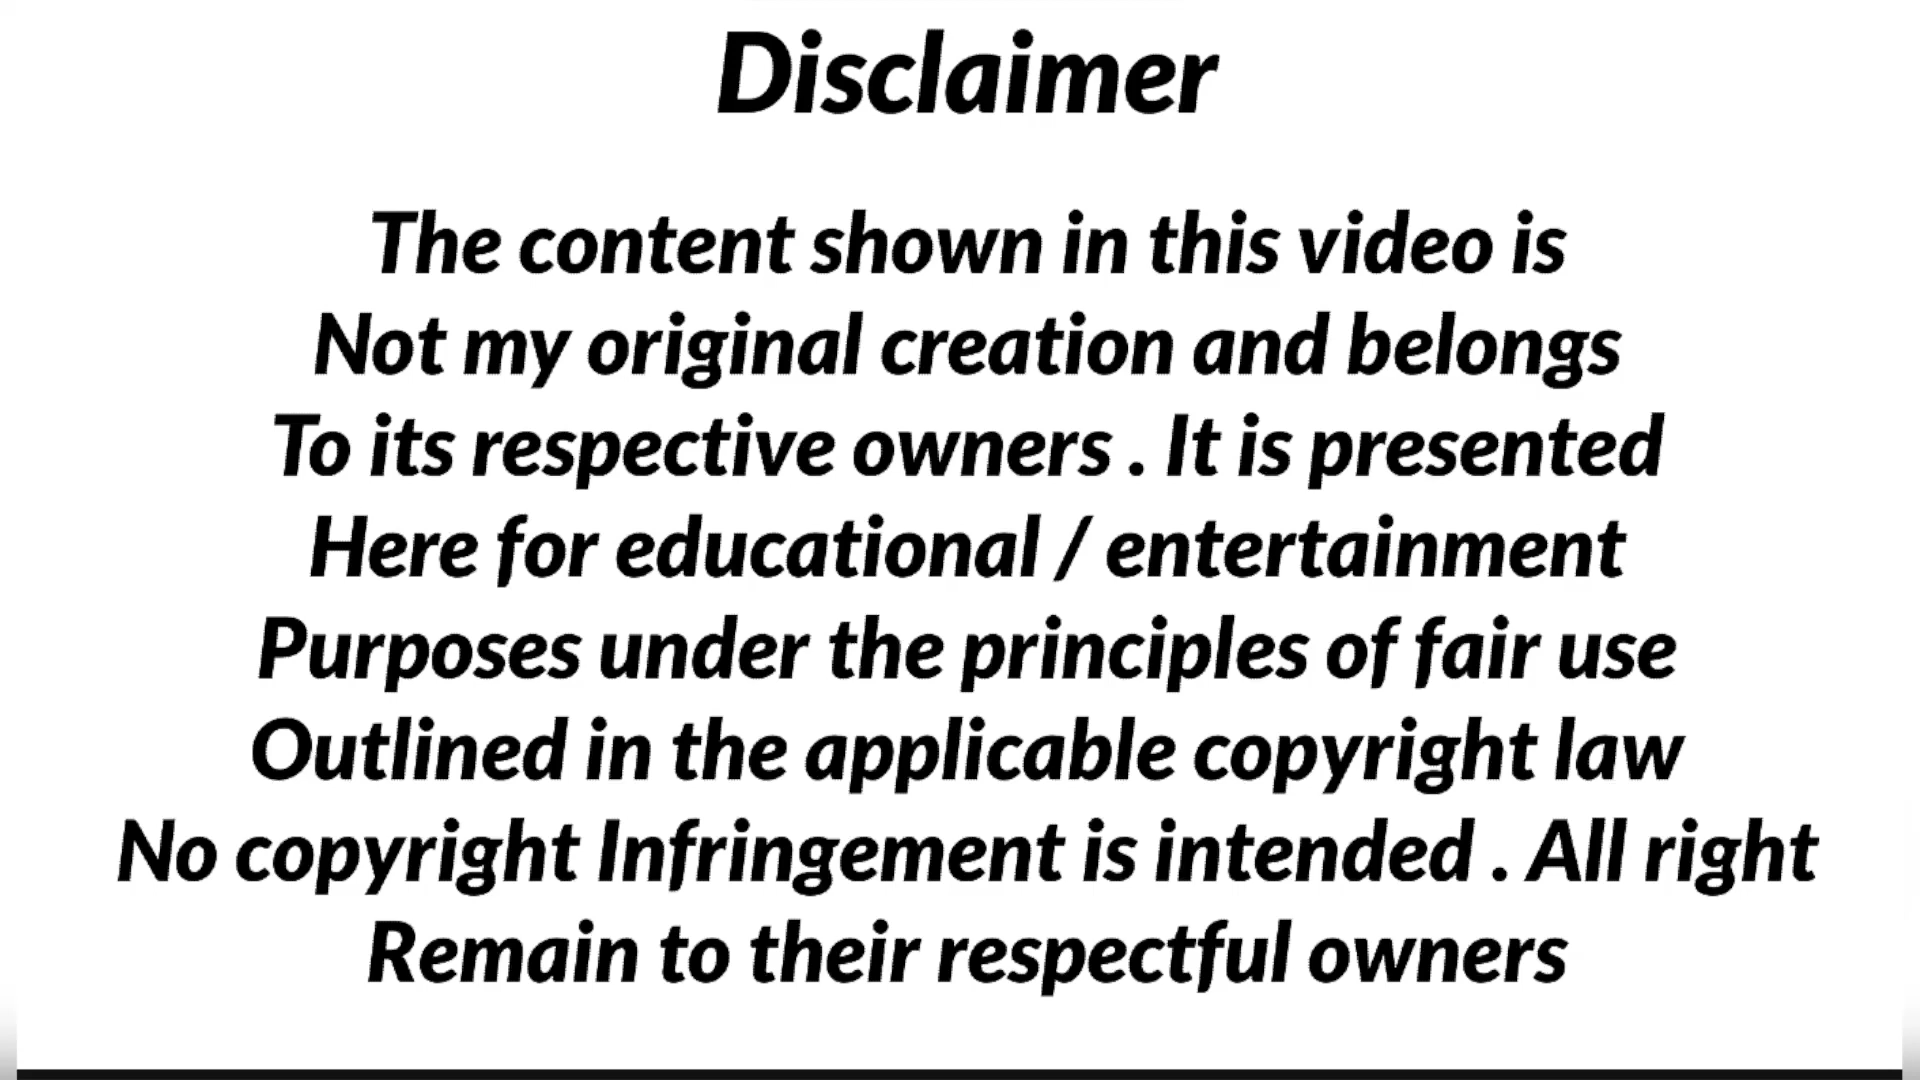 Disclaimer
The content shown in this video is
Not my original creation and belongs
To its respective owners . It is presented
Here for educational / entertainment
Purposes under the principles of fair use
Outlined in the applicable copyright law
No copyright Infringement is intended . All right
Remain to their respectful owners